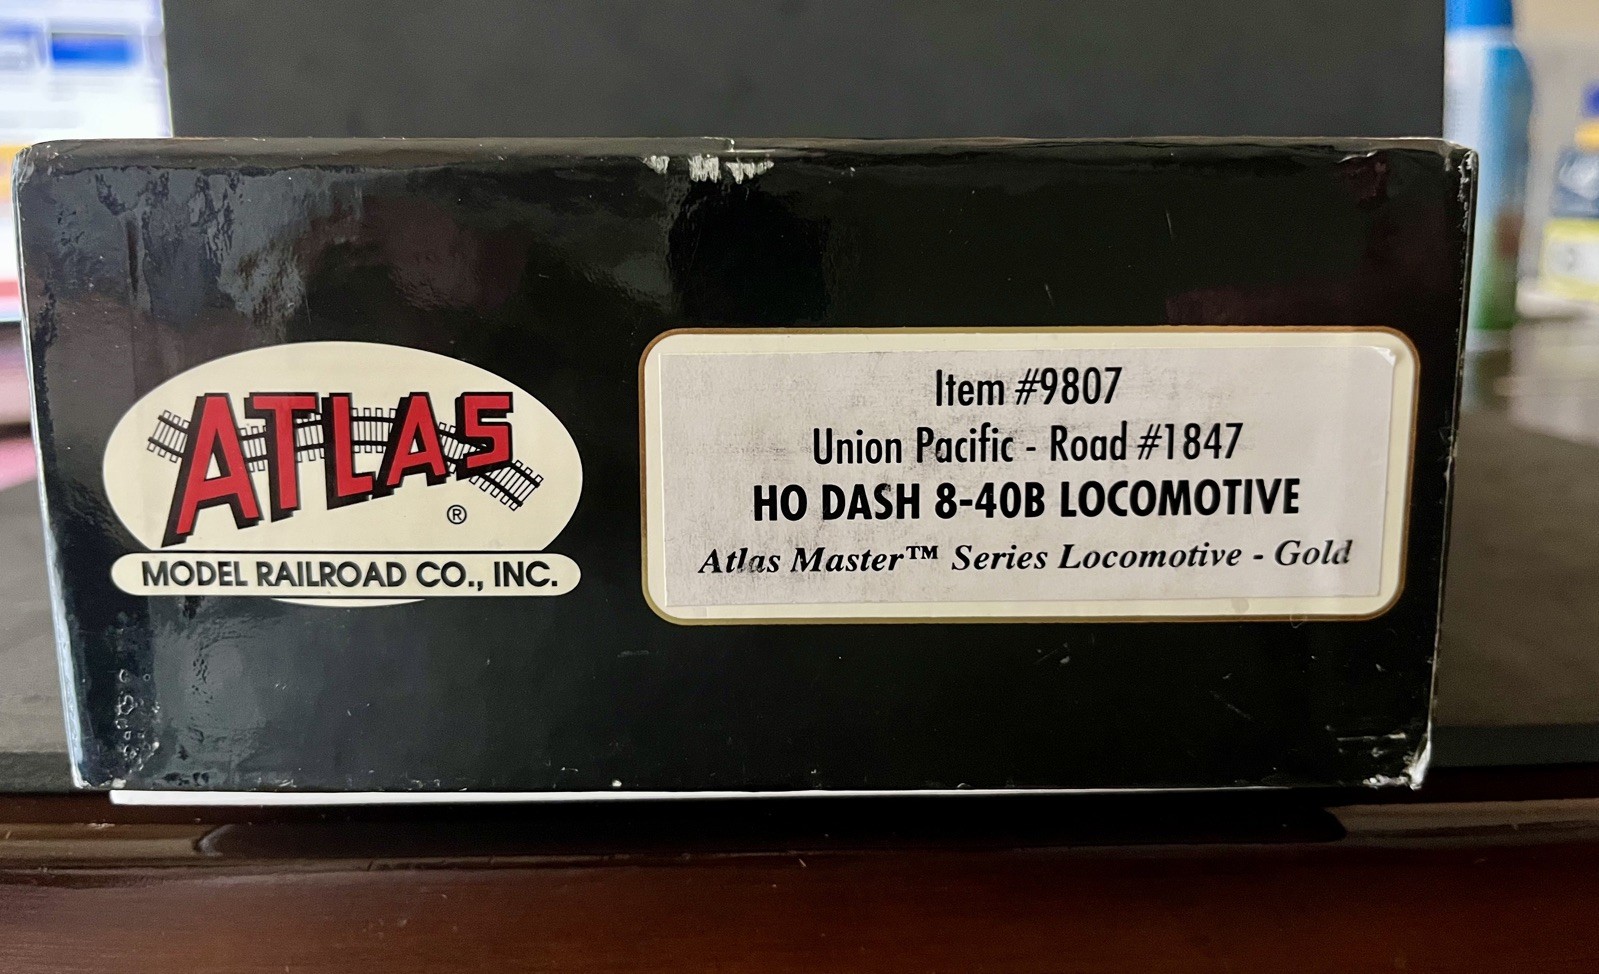 ATLAS
®
MODEL RAILROAD CO., INC.
Item #9807
Union Pacific - Road #1847
HO DASH 8-40B LOCOMOTIVE
Atlas Master™ Series Locomotive - Gold